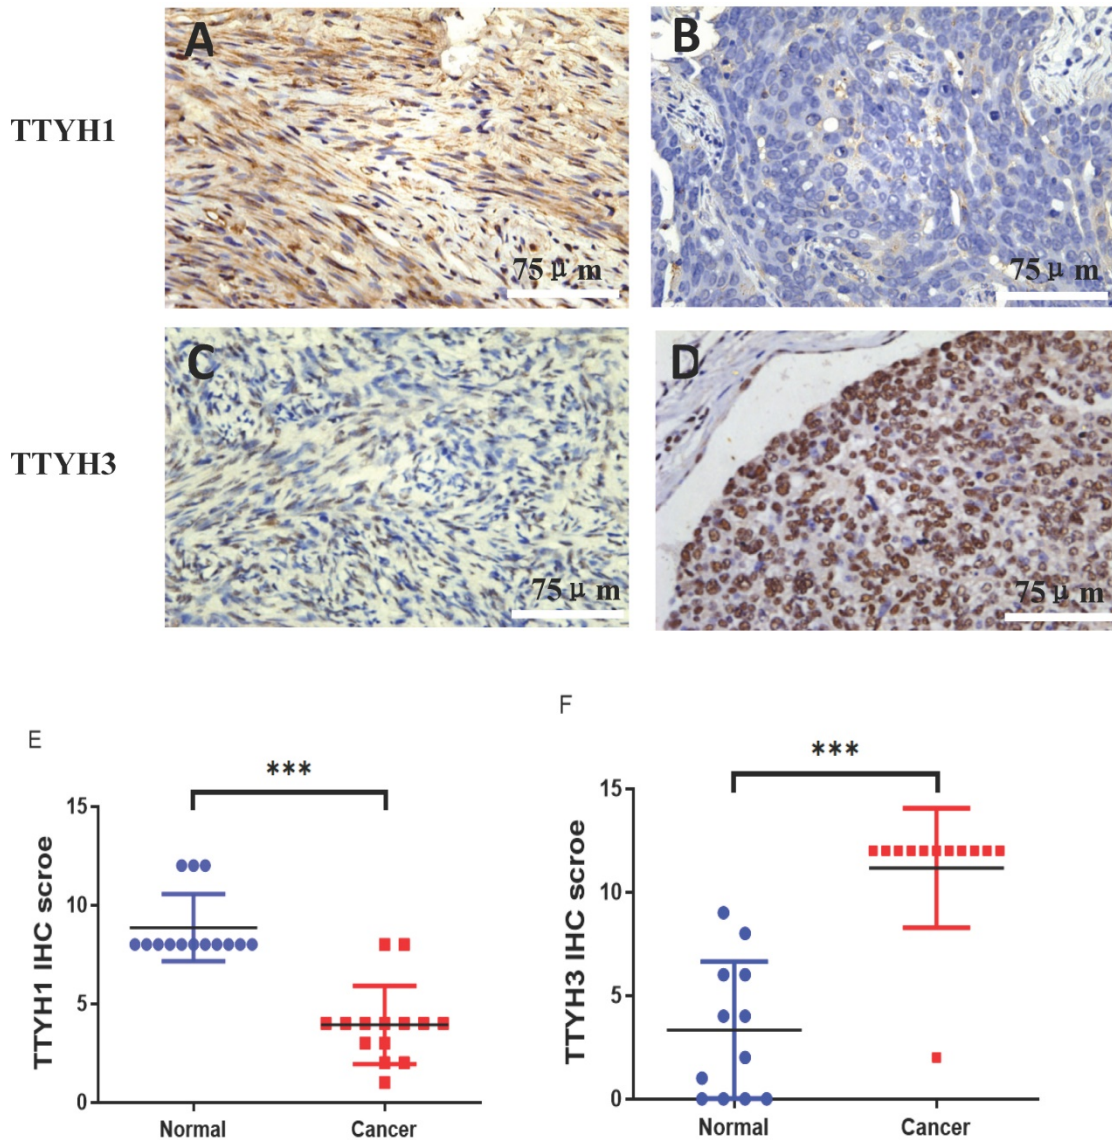 A
B
TTYH1
75 μ m
75 μ m
C
D
TTYH3
75 μ m
75 μ m
E
F
***
***
TTYH1 IHC scroe
15
10
5
0
Normal
Cancer
TTYH3 IHC scroe
15
10
5
0
Normal
Cancer